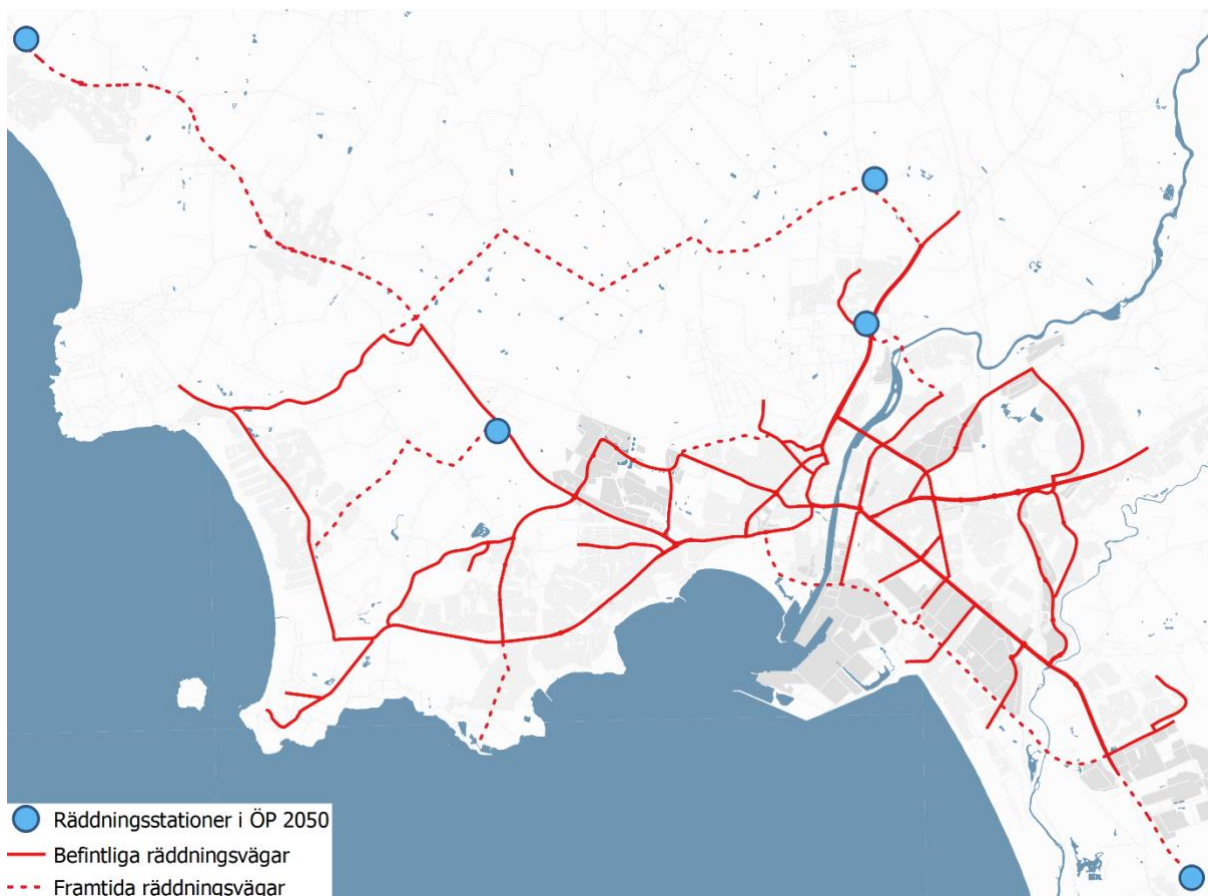 Räddningsstationer i ÖP 2050
Befintliga räddningsvägar
Framtida räddningsvägar